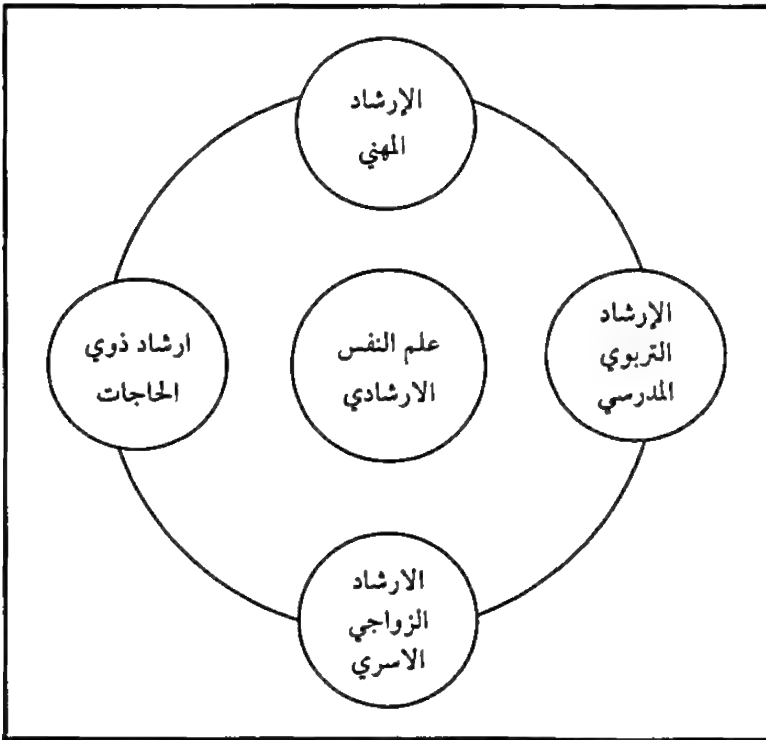 الإرشاد
المهني
الإرشاد
التربوي
المدرسي
علم النفس
الارشادي
ارشاد ذوي
الحاجات
الارشاد
الزواجي
الاسري